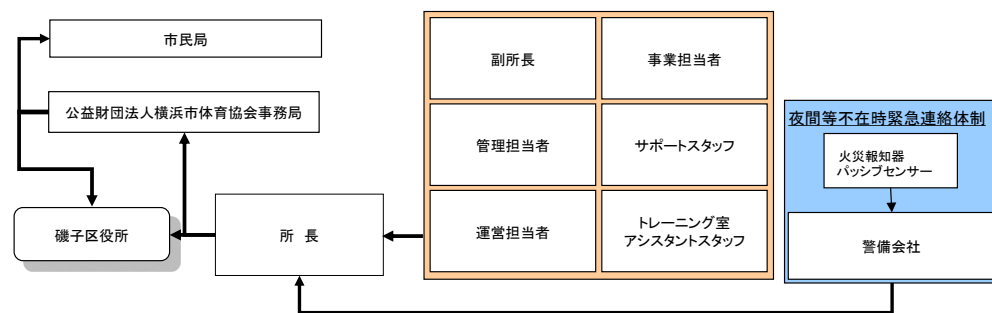 市民局
公益財団法人横浜市体育協会事務局
磯子区役所
所 長
副所長
事業担当者
管理担当者
サポートスタッフ
運営担当者
トレーニング室
アシスタントスタッフ
夜間等不在時緊急連絡体制
火災報知器
パッシブセンサー
警備会社